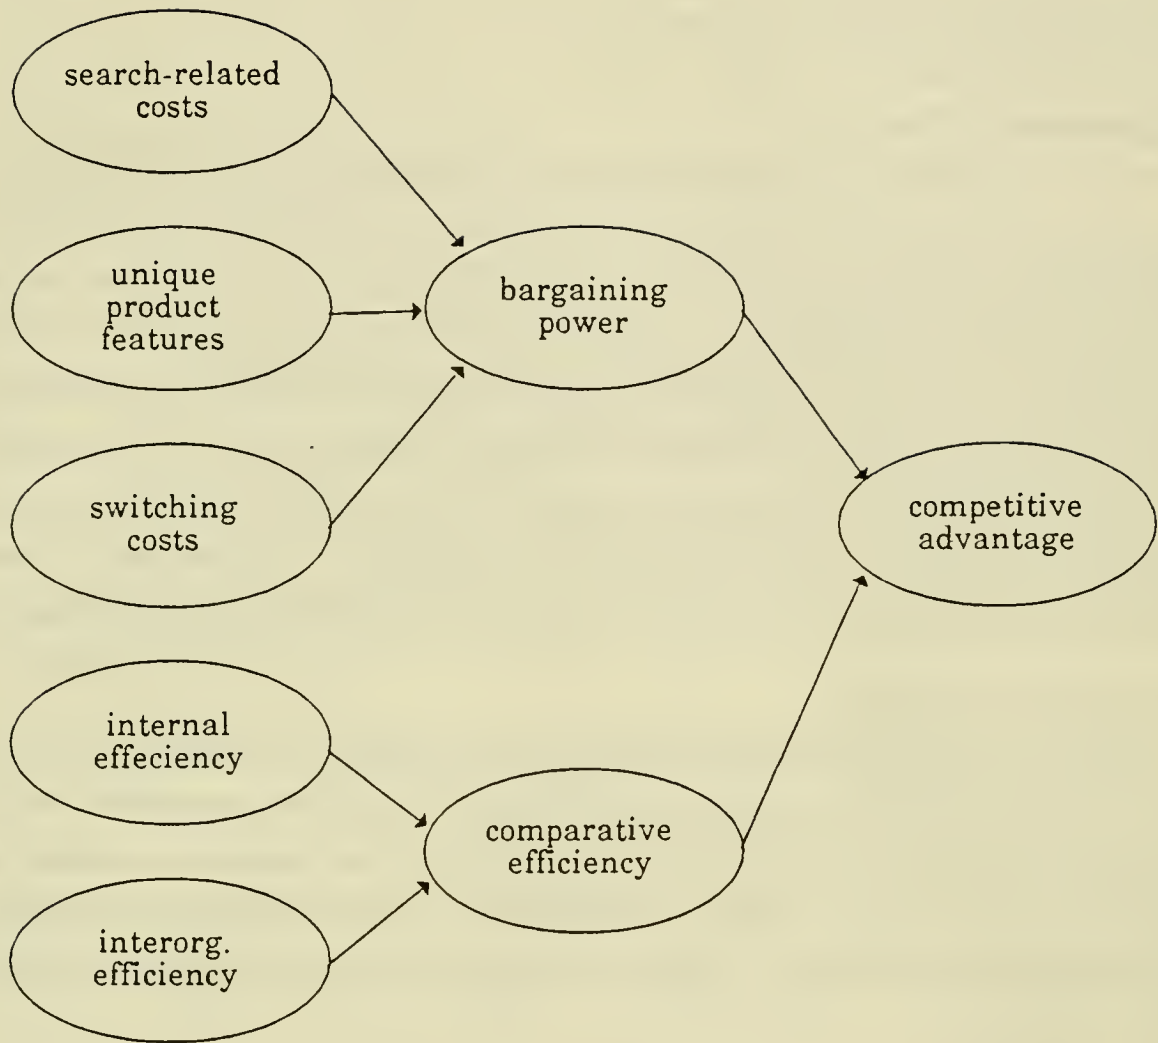 search-related
costs
unique
product
features
bargaining
power
switching
costs
competitive
advantage
internal
effeciency
comparative
efficiency
interorg.
efficiency